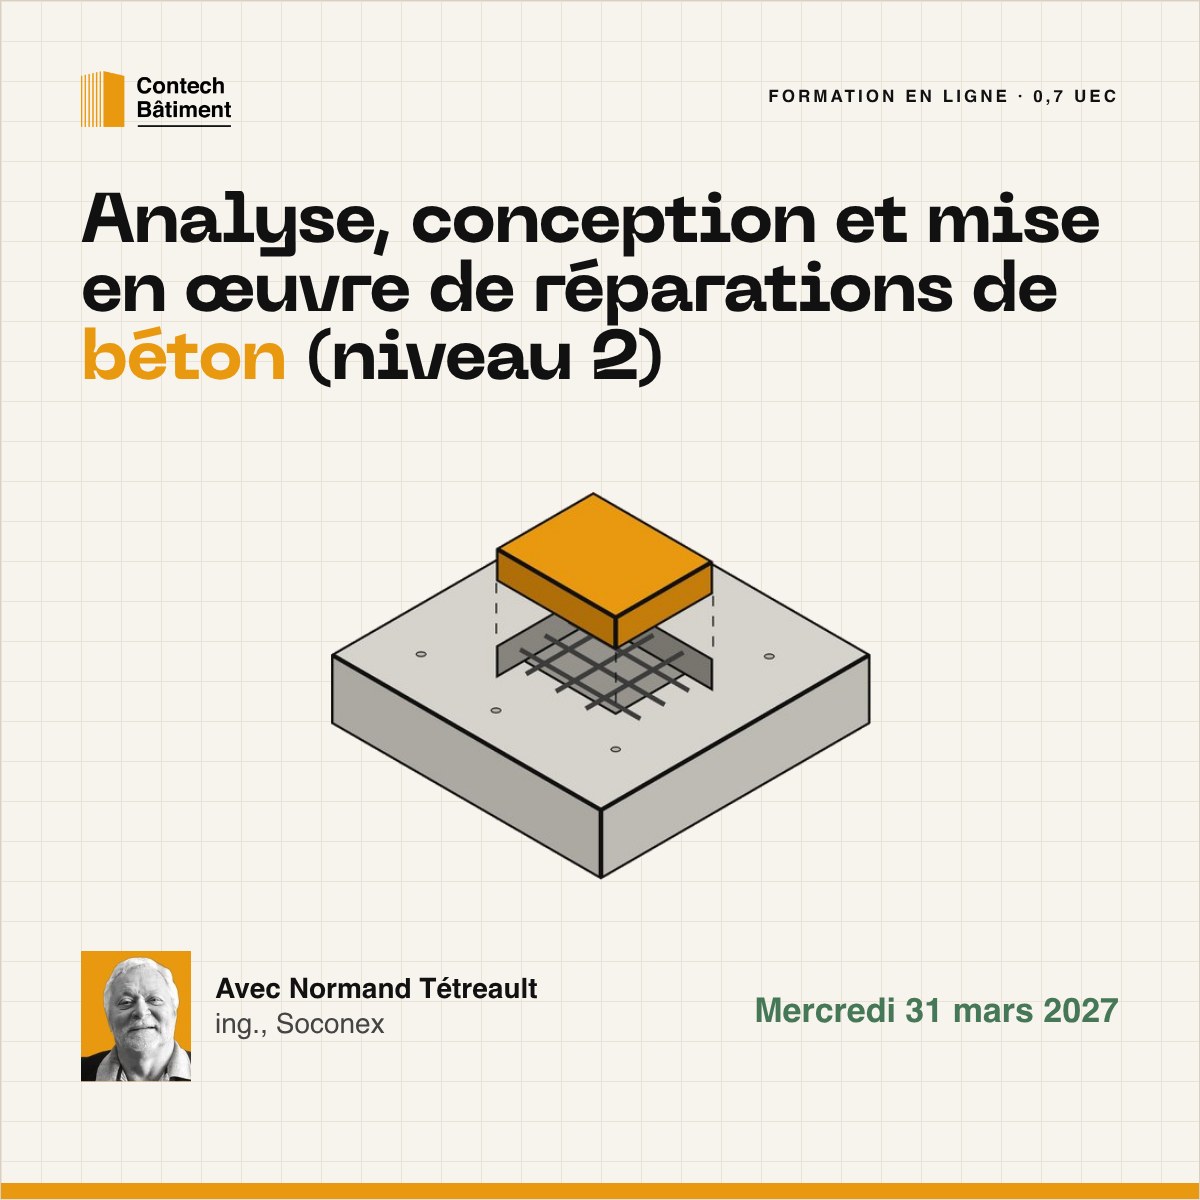 Contech
Bâtiment
FORMATION EN LIGNE · 0,7 UEC
Analyse, conception et mise
en œuvre de réparations de
béton (niveau 2)
Avec Normand Tétreault
ing., Soconex
Mercredi 31 mars 2027